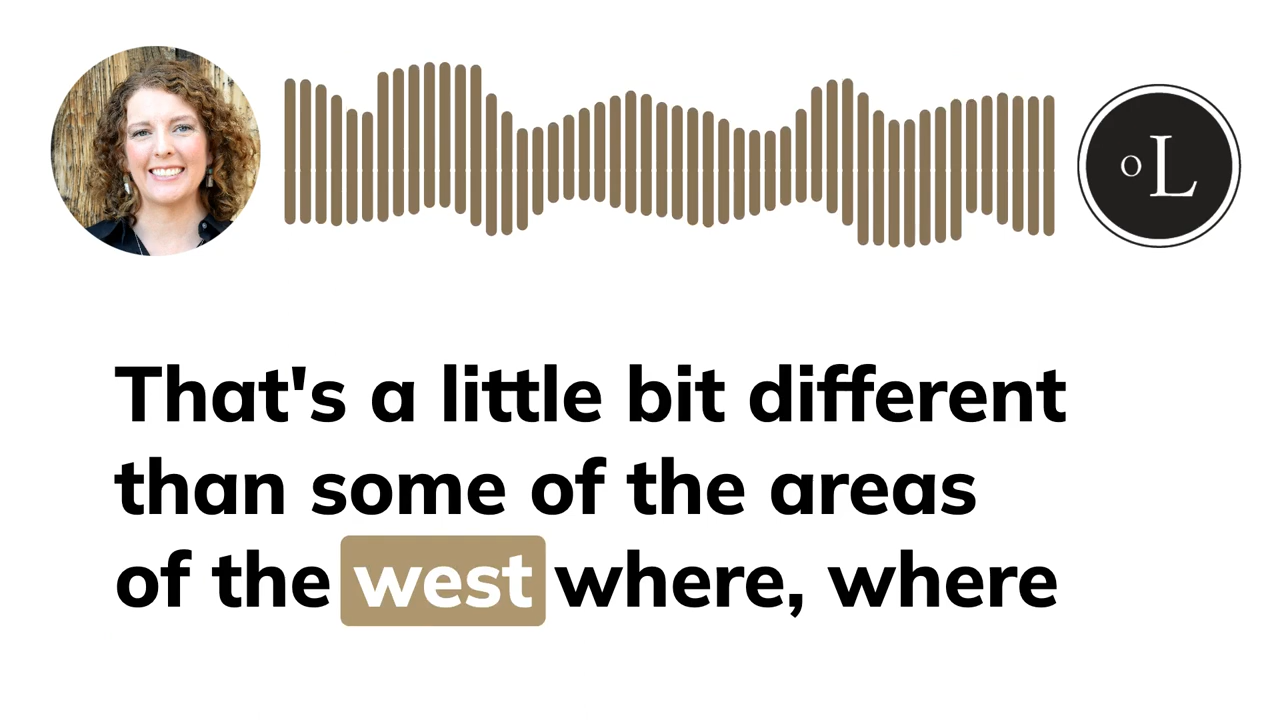 oL
That's a little bit different
than some of the areas
of the west where, where